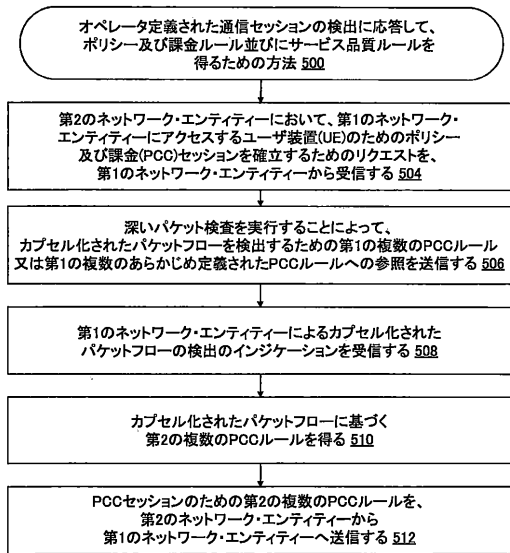 オペレータ定義された通信セッションの検出に応答して、
ポリシー及び課金ルール並びにサービス品質ルールを
得るための方法 500
第2のネットワーク・エンティティーにおいて、第1のネットワーク・
エンティティーにアクセスするユーザ装置(UE)のためのポリシー
及び課金(PCC)セッションを確立するためのリクエストを、
第1のネットワーク・エンティティーから受信する 504
深いパケット検査を実行することによって、
カプセル化されたパケットフローを検出するための第1の複数のPCCルール
又は第1の複数のあらかじめ定義されたPCCルールへの参照を送信する 506
第1のネットワーク・エンティティーによるカプセル化された
パケットフローの検出のインジケーションを受信する 508
カプセル化されたパケットフローに基づく
第2の複数のPCCルールを得る 510
PCCセッションのための第2の複数のPCCルールを、
第2のネットワーク・エンティティーから
第1のネットワーク・エンティティーへ送信する 512